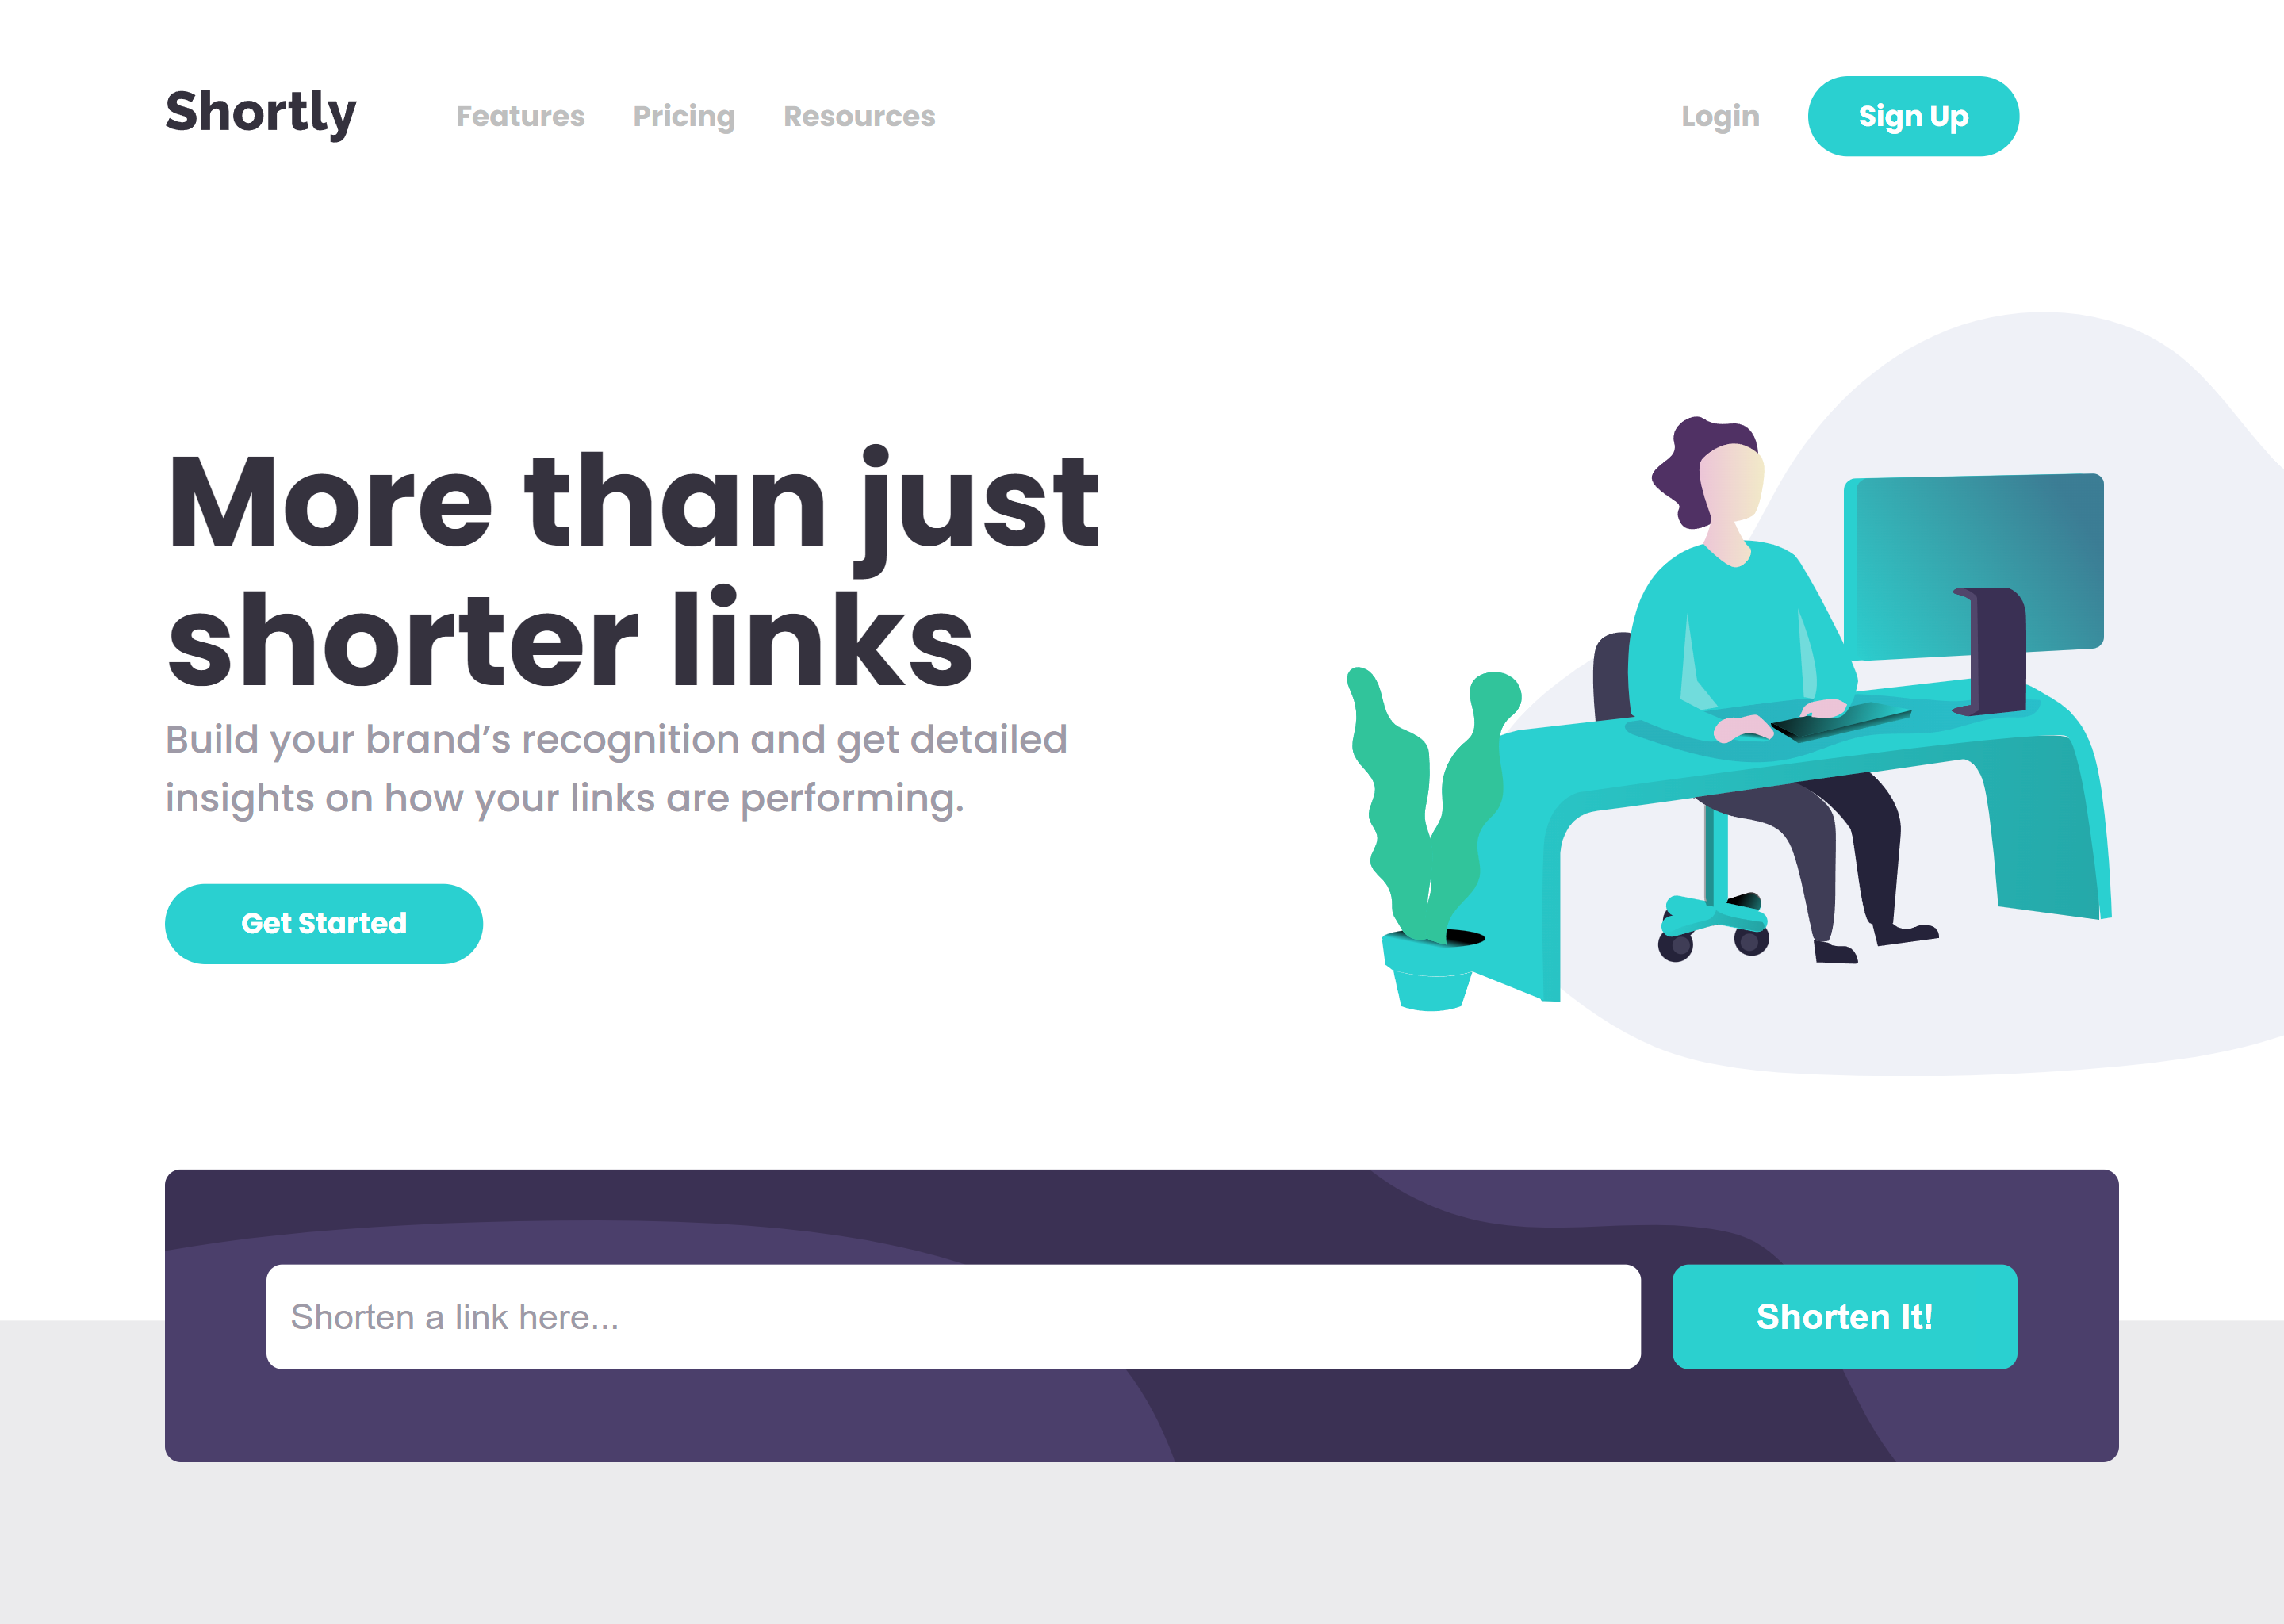 Shortly
Features
Pricing
Resources
Login
Sign Up
More than just
shorter links
Build your brand’s recognition and get detailed
insights on how your links are performing.
Get Started
Shorten a link here...
Shorten It!